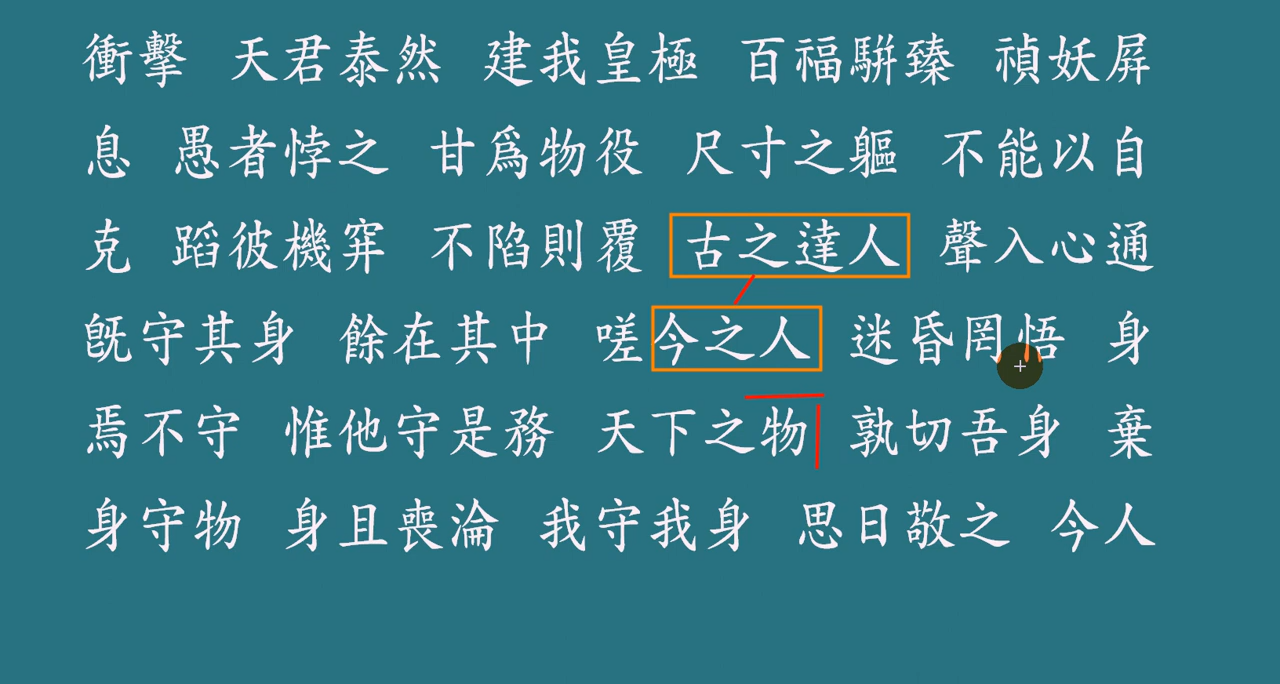 衝擊 天君泰然 建我皇極 百福騈臻 禎妖屛
息 愚者悖之 甘爲物役 尺寸之軀 不能以自
克 蹈彼機穽 不陷則覆 古之達人 聲入心通
旣守其身 餘在其中 嗟今之人 迷昏罔悟 身
焉不守 惟他守是務 天下之物 孰切吾身 棄
身守物 身且喪淪 我守我身 思日敬之 今人